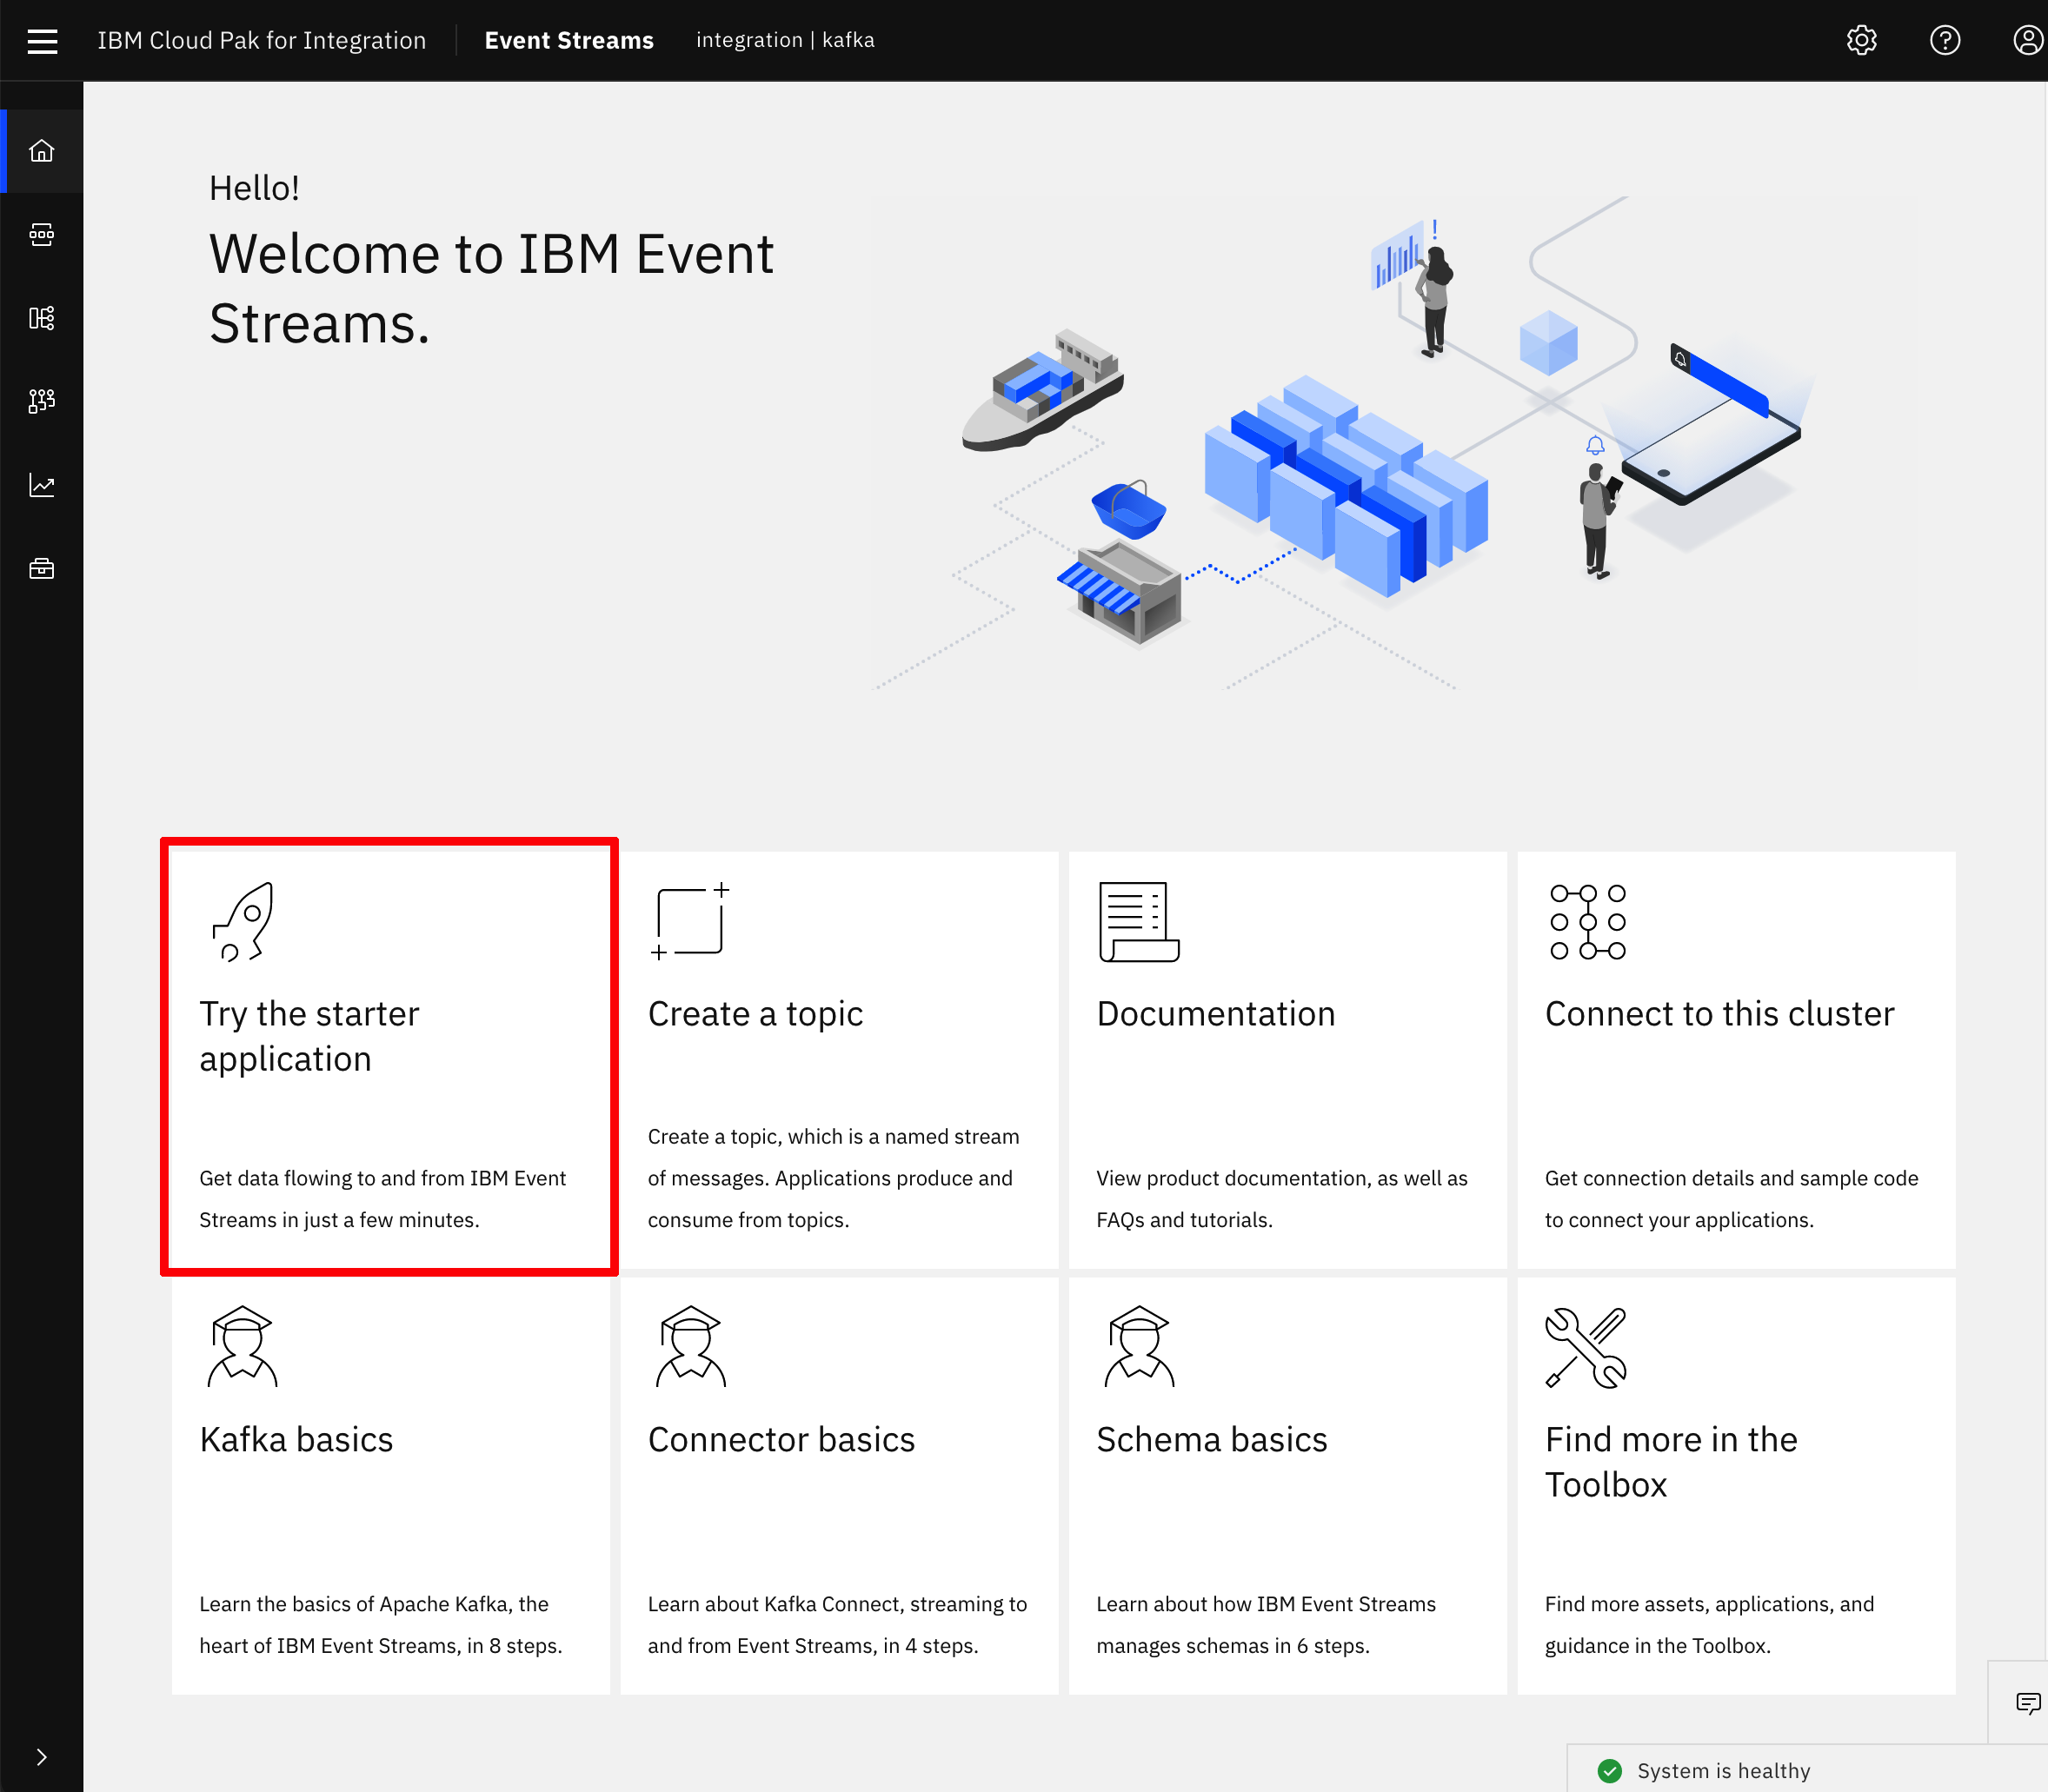 IBM Cloud Pak for Integration
Event Streams
integration | kafka
Hello!
Welcome to IBM Event
Streams.
Try the starter
application
Get data flowing to and from IBM Event
Streams in just a few minutes.
Create a topic
Create a topic, which is a named stream
of messages. Applications produce and
consume from topics.
Documentation
View product documentation, as well as
FAQs and tutorials.
Connect to this cluster
Get connection details and sample code
to connect your applications.
Kafka basics
Learn the basics of Apache Kafka, the
heart of IBM Event Streams, in 8 steps.
Connector basics
Learn about Kafka Connect, streaming to
and from Event Streams, in 4 steps.
Schema basics
Learn about how IBM Event Streams
manages schemas in 6 steps.
Find more in the
Toolbox
Find more assets, applications, and
guidance in the Toolbox.
System is healthy